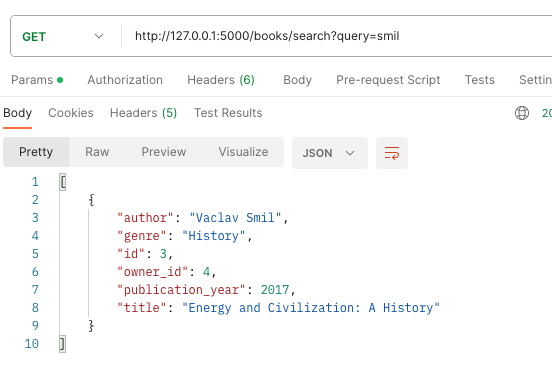 GET http://127.0.0.1:5000/books/search?query=smil
Params Authorization Headers (6) Body Pre-request Script Tests Settin
Body Cookies Headers (5) Test Results 20
Pretty Raw Preview Visualize JSON
1 [
2 {
3 "author": "Vaclav Smil",
4 "genre": "History",
5 "id": 3,
6 "owner_id": 4,
7 "publication_year": 2017,
8 "title": "Energy and Civilization: A History"
9 }
10 ]